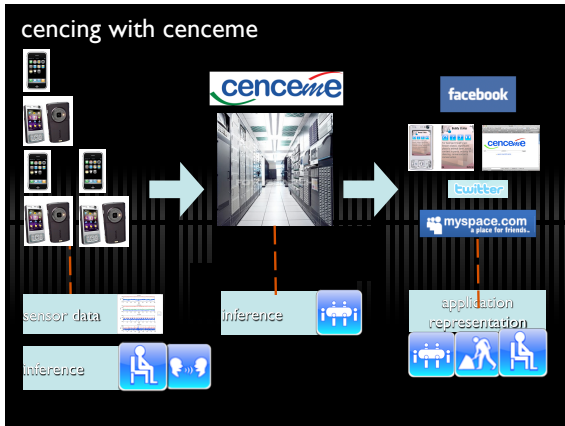 cencing with cenceme
cenceme
facebook
cenceme
twitter
myspace.com
a place for friends
sensor data
inference
application
representation
inference